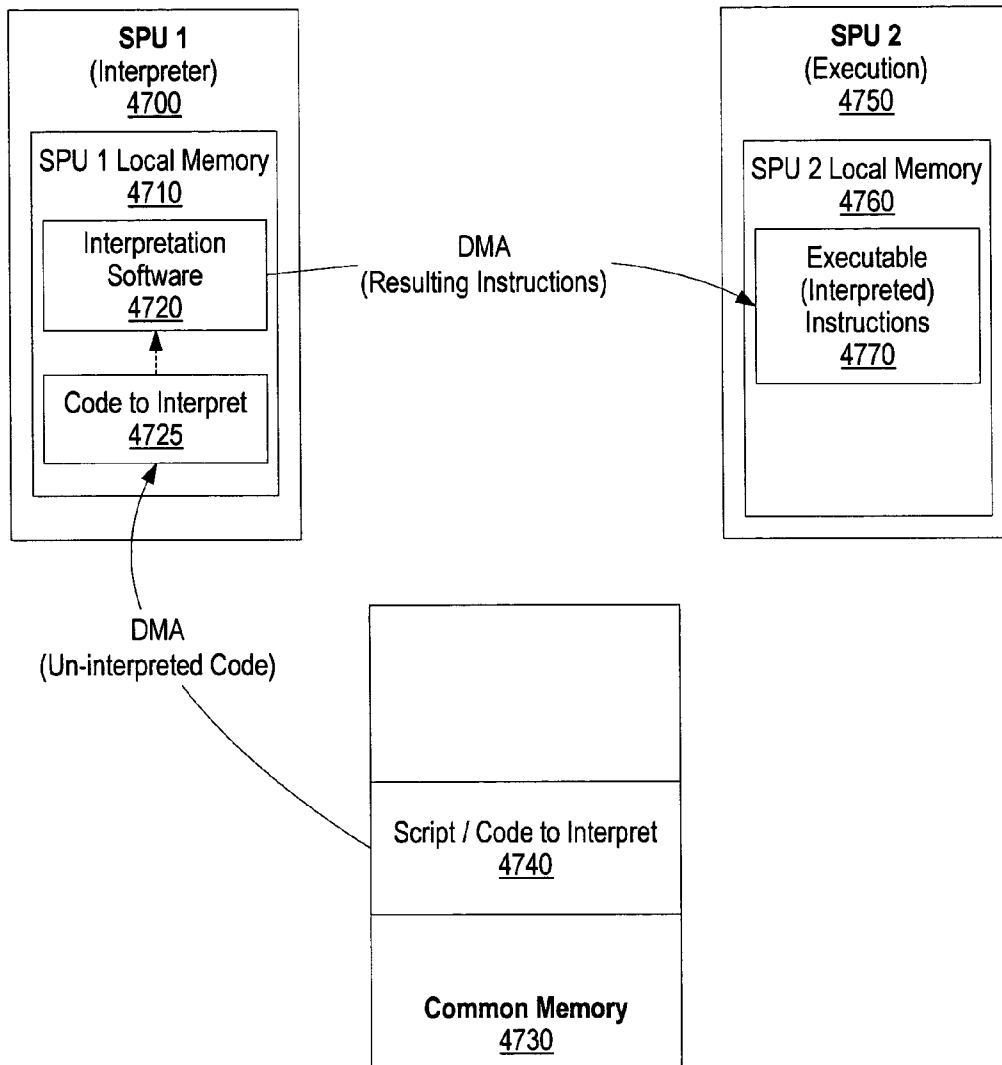 SPU 1
(Interpreter)
4700
SPU 1 Local Memory
4710
Interpretation
Software
4720
Code to Interpret
4725
DMA
(Resulting Instructions)
SPU 2
(Execution)
4750
SPU 2 Local Memory
4760
Executable
(Interpreted)
Instructions
4770
DMA
(Un-interpreted Code)
Script / Code to Interpret
4740
Common Memory
4730